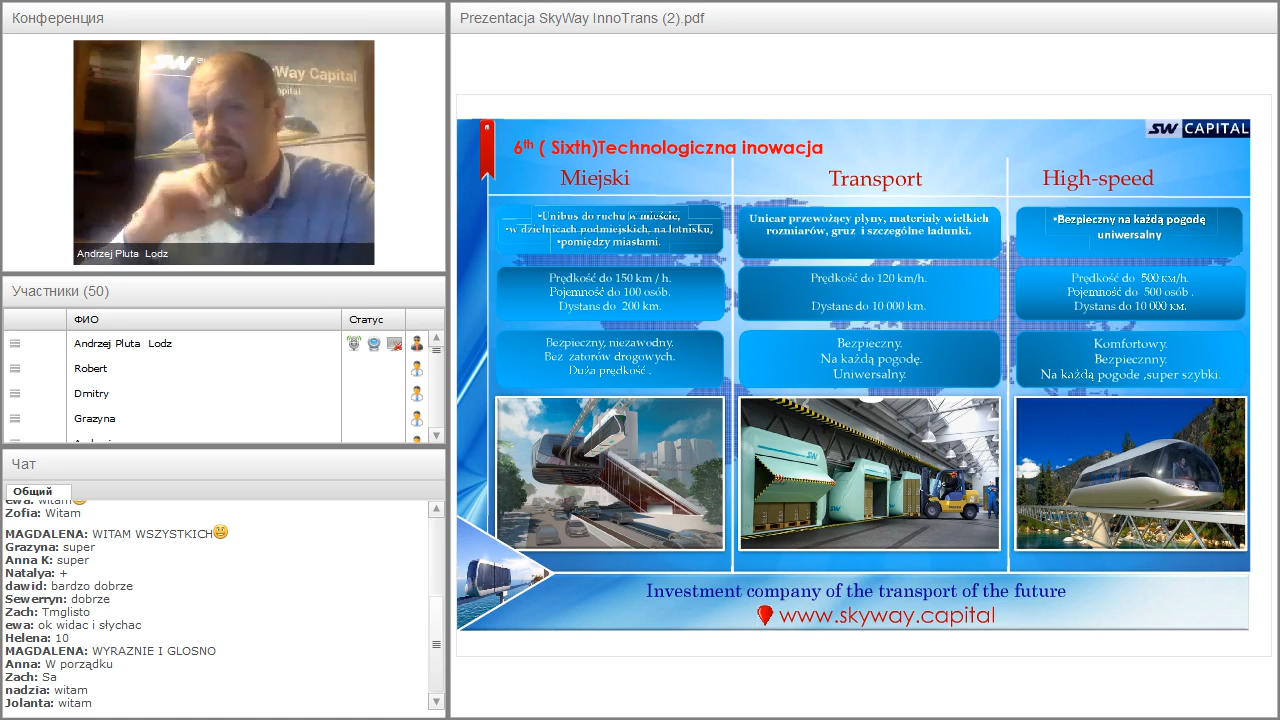 Конференция
SW
SkyWay Capital
Andrzej Pluta Lodz
Участники (50)
ФИО
Статус
Andrzej Pluta Lodz
Robert
Dmitry
Grazyna
Чат
Общий
ewa: witam
Zofia: Witam
MAGDALENA: WITAM WSZYSTKICH
Grazyna: super
Anna K: super
Natalya: +
dawid: bardzo dobrze
Sewerryn: dobrze
Zach: Tmglisto
ewa: ok widac i słychac
Helena: 10
MAGDALENA: WYRAZNIE I GLOSNO
Anna: W porządku
Zach: Sa
nadzia: witam
Jolanta: witam
Prezentacja SkyWay InnoTrans (2).pdf
SW CAPITAL
6th ( Sixth)Technologiczna inowacja
Miejski
Transport
High-speed
•Unibus do ruchu w mieście,
•w dzielnicach podmiejskich, na lotnisku,
•pomiędzy miastami.
Unicar przewożący płyny, materiały wielkich
rozmiarów, gruz i szczególne ładunki.
•Bezpieczny na każdą pogodę
uniwersalny
Prędkość do 150 km / h.
Pojemność do 100 osób.
Dystans do 200 km.
Prędkość do 120 km/h.
Dystans do 10 000 km.
Prędkość do 500 км/h.
Pojemność do 500 osób .
Dystans do 10 000 км.
Bezpieczny, niezawodny.
Bez zatorów drogowych.
Duża prędkość .
Bezpieczny.
Na każdą pogodę.
Uniwersalny.
Komfortowy.
Bezpiecznny.
Na każdą pogode ,super szybki.
SW
SW
Investment company of the transport of the future
www.skyway.capital